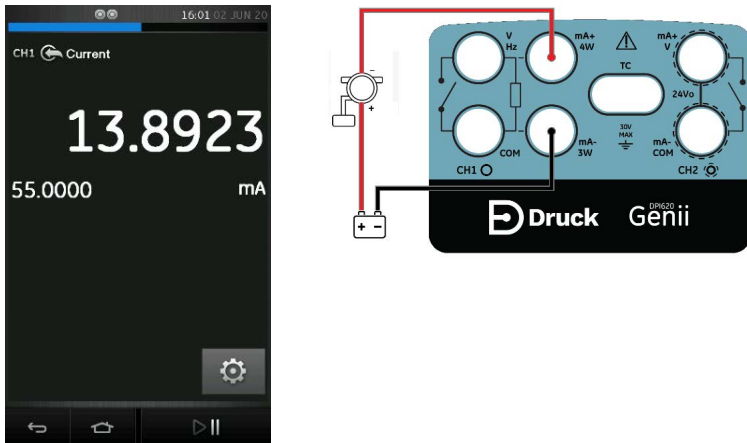 16:01 02 JUN 20
CH1 Current
13.8923
55.0000 mA
−
+
+ −
V
Hz
mA+
4W
TC
mA+
V
24Vo
30V
MAX
COM
mA-
3W
mA-
COM
CH1
CH2
Druck
DPI620
Genii